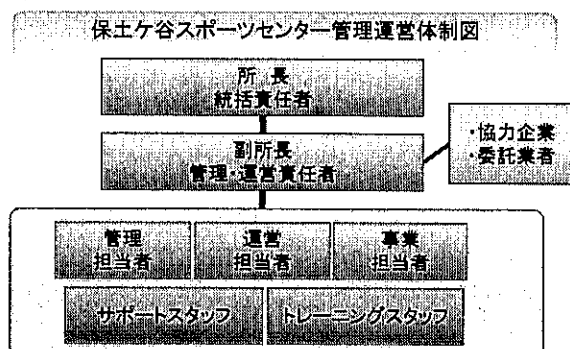 保土ケ谷スポーツセンター管理運営体制図
所 長
統括責任者
副所長
管理・運営責任者
・協力企業
・委託業者
管理
担当者
運営
担当者
事業
担当者
サポートスタッフ
トレーニングスタッフ